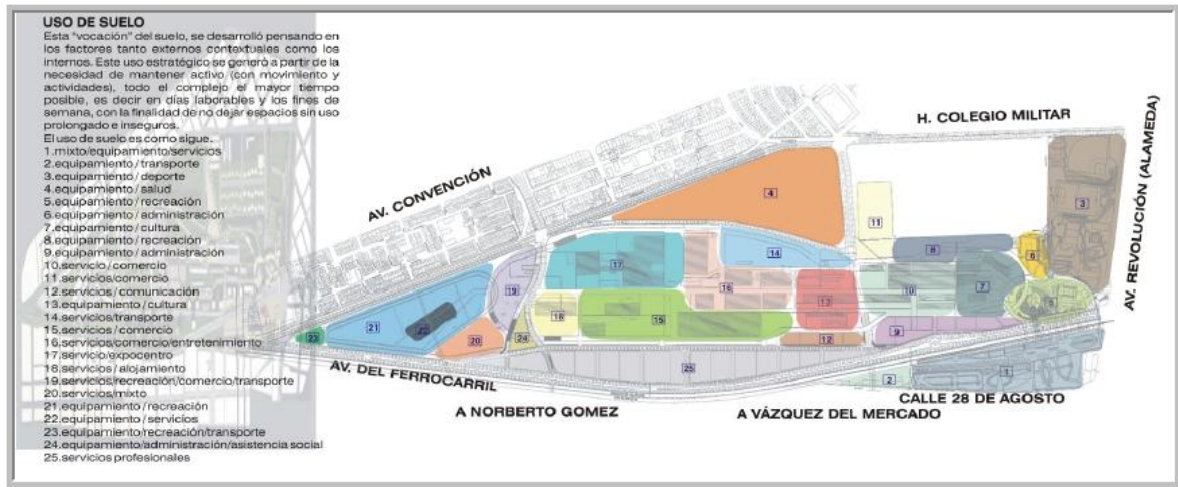 USO DE SUELO
Esta "vocación" del suelo, se desarrolló pensando en
los factores tanto externos contextuales como los
internos. Este uso estratégico se generó a partir de la
necesidad de mantener activo (con movimiento y
actividades), todo el complejo el mayor tiempo
posible, es decir en días laborables y los fines de
semana, con la finalidad de no dejar espacios sin uso
prolongado e inseguros.
El uso de suelo es como sigue.
1.mixto/equipamiento/servicios
2.equipamiento/transporte
3.equipamiento/deporte
4.equipamiento/salud
5.equipamiento/recreación
6.equipamiento/administración
7.equipamiento/cultura
8.equipamiento/recreación
9.equipamiento/administración
10.servicio/comercio
11.servicios/comercio
12.servicios/comunicación
13.equipamiento/cultura
14.servicios/transporte
15.servicios/comercio
16.servicios/comercio/entretenimiento
17.servicio/expocentro
18.servicios/alojamiento
19.servicios/recreación/comercio/transporte
20.servicios/mixto
21.equipamiento/recreación
22.equipamiento/servicios
23.equipamiento/recreación/transporte
24.equipamiento/administración/asistencia social
25.servicios profesionales
H. COLEGIO MILITAR
AV. CONVENCIÓN
AV. REVOLUCIÓN (ALAMEDA)
4
3
11
8
14
17
16
10
7
19
13
15
18
9
21
20
24
12
23
25
2
1
AV. DEL FERROCARRIL
CALLE 28 DE AGOSTO
A NORBERTO GOMEZ
A VÁZQUEZ DEL MERCADO